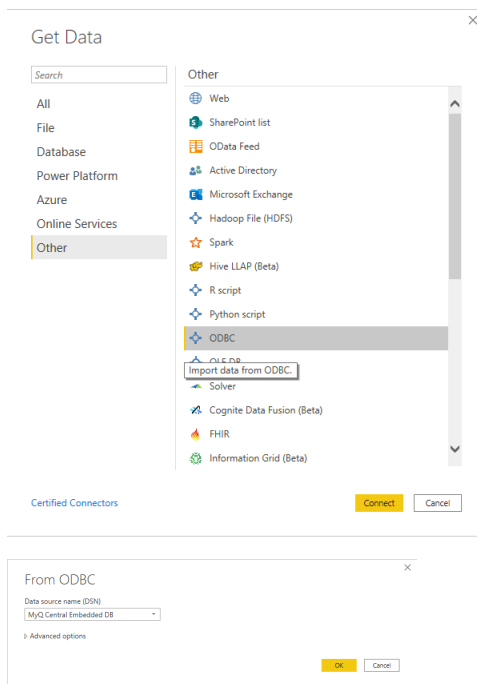 Get Data
Search
All
File
Database
Power Platform
Azure
Online Services
Other
Other
Web
SharePoint list
OData Feed
Active Directory
Microsoft Exchange
Hadoop File (HDFS)
Spark
Hive LLAP (Beta)
R script
Python script
ODBC
OLE DB
Import data from ODBC.
Solver
Cognite Data Fusion (Beta)
FHIR
Information Grid (Beta)
Certified Connectors
Connect
Cancel
From ODBC
Data source name (DSN)
MyQ Central Embedded DB
Advanced options
OK
Cancel